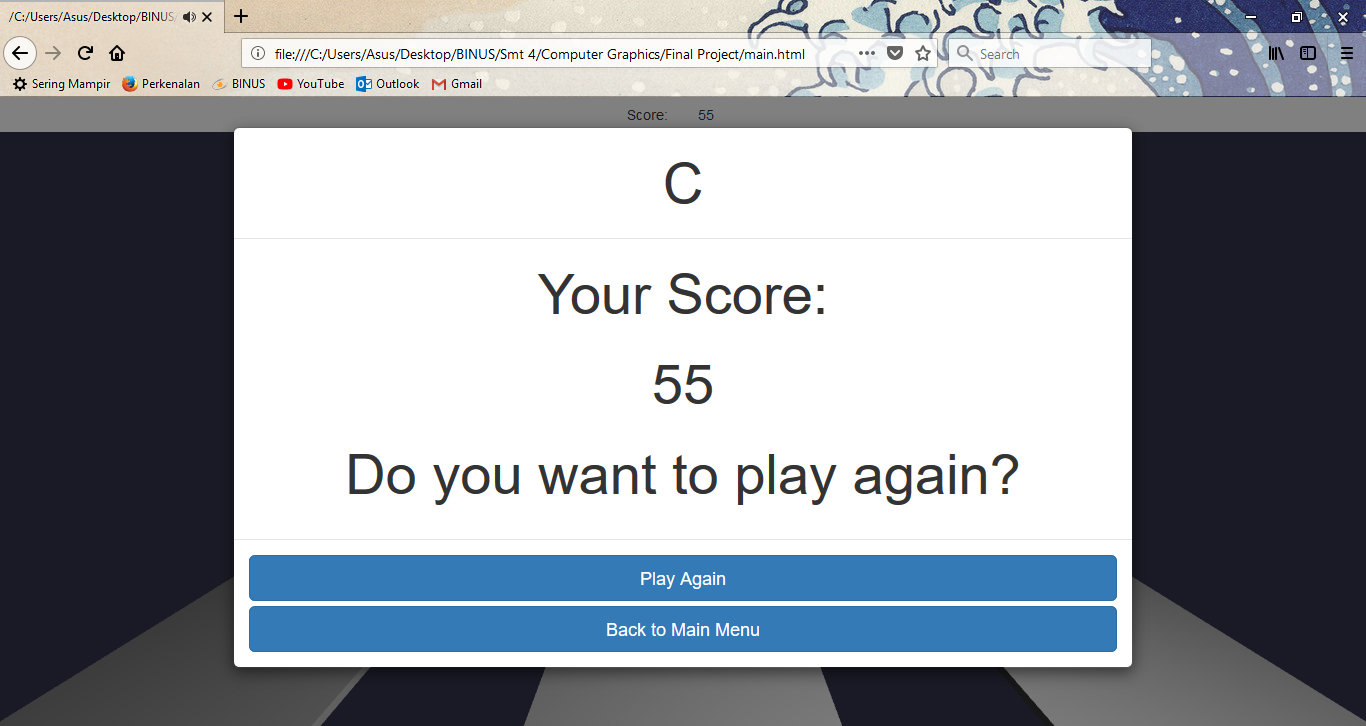 /C:/Users/Asus/Desktop/BINUS/
file:///C:/Users/Asus/Desktop/BINUS/Smt 4/Computer Graphics/Final Project/main.html
Search
Sering Mampir Perkenalan BINUS YouTube Outlook Gmail
Score: 55
C
Your Score:
55
Do you want to play again?
Play Again
Back to Main Menu